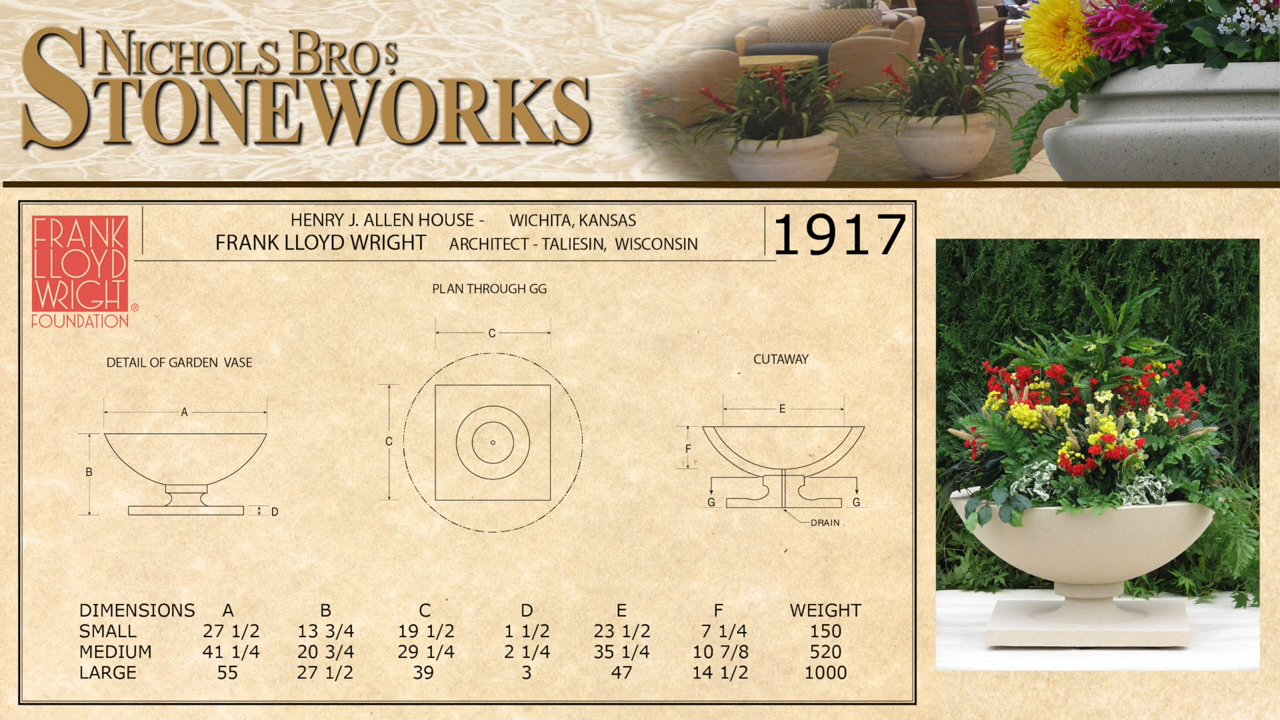 NICHOLS BROS.
STONEWORKS
FRANK
LLOYD
WRIGHT
FOUNDATION ®
HENRY J. ALLEN HOUSE - WICHITA, KANSAS
FRANK LLOYD WRIGHT ARCHITECT - TALIESIN, WISCONSIN
1917
PLAN THROUGH GG
DETAIL OF GARDEN VASE
CUTAWAY
A
B
D
C
C
E
F
G
G
DRAIN
DIMENSIONS A B C D E F WEIGHT
SMALL 27 1/2 13 3/4 19 1/2 1 1/2 23 1/2 7 1/4 150
MEDIUM 41 1/4 20 3/4 29 1/4 2 1/4 35 1/4 10 7/8 520
LARGE 55 27 1/2 39 3 47 14 1/2 1000